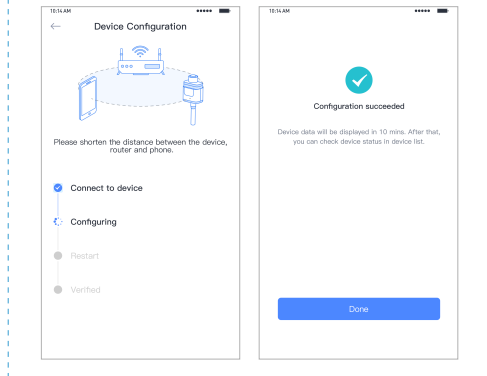 10:14 AM
Device Configuration
Please shorten the distance between the device,
router and phone.
Connect to device
Configuring
Restart
Verified
10:14 AM
Configuration succeeded
Device data will be displayed in 10 mins. After that,
you can check device status in device list.
Done